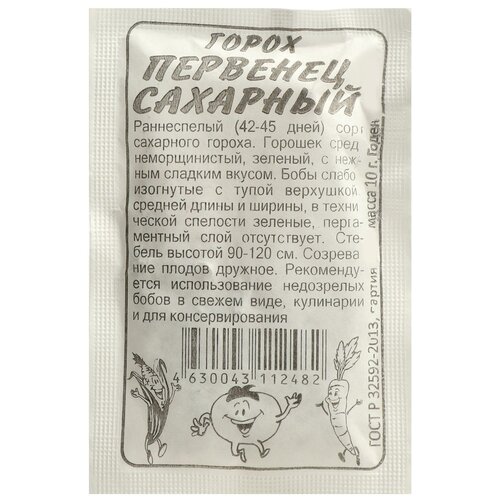 ГОРОХ
ПЕРВЕНЕЦ
САХАРНЫЙ
Раннеспелый (42-45 дней) сорт
сахарного гороха. Горошек сред
неморщинистый, зеленый, с неж-
ным сладким вкусом. Бобы слабо
изогнутые с тупой верхушкой,
средней длины и ширины, в техни
ческой спелости зеленые, перга-
ментный слой отсутствует. Сте-
бель высотой 90-120 см. Созрева
ние плодов дружное. Рекоменду-
ется использование недозрелых
бобов в свежем виде, кулинарии
и для консервирования
4 630043 112482
ГОСТ Р 32592-2013, партия
масса 10 г. Годен